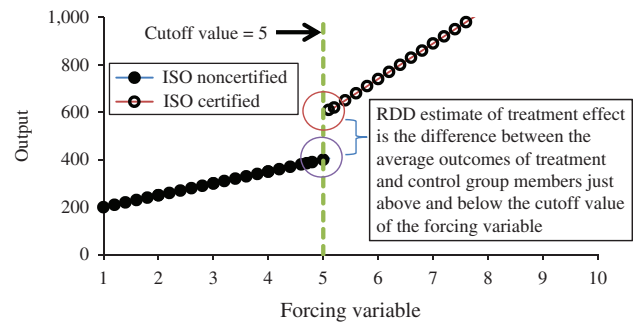 1,000
800
600
400
200
0
Output
Cutoff value = 5
ISO noncertified
ISO certified
RDD estimate of treatment effect
is the difference between the
average outcomes of treatment
and control group members just
above and below the cutoff value
of the forcing variable
1 2 3 4 5 6 7 8 9 10
Forcing variable